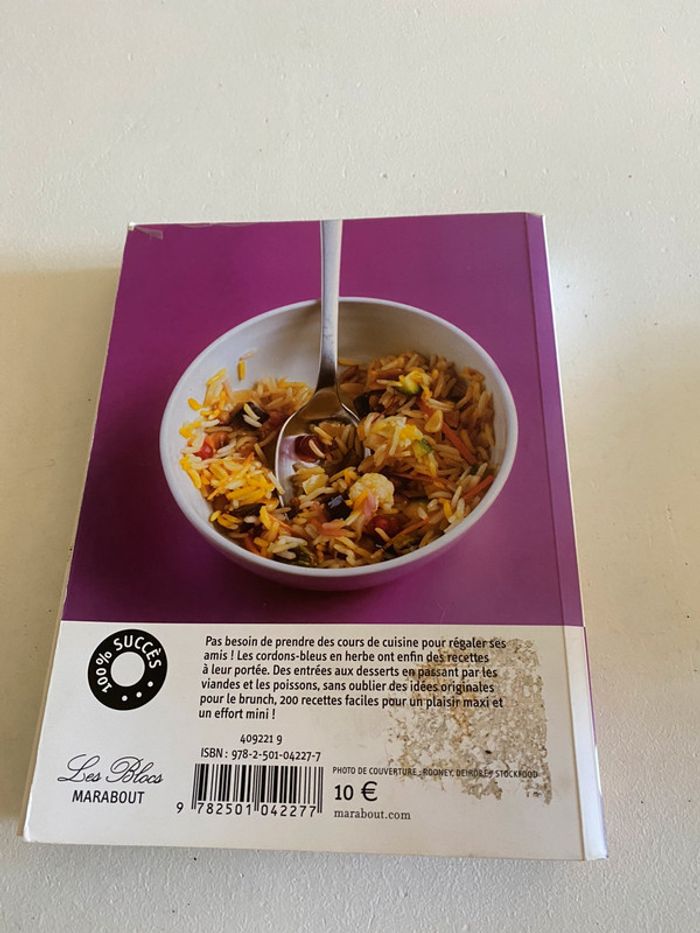 100% SUCCÈS
Pas besoin de prendre des cours de cuisine pour régaler ses
amis ! Les cordons-bleus en herbe ont enfin des recettes
à leur portée. Des entrées aux desserts en passant par les
viandes et les poissons, sans oublier des idées originales
pour le brunch, 200 recettes faciles pour un plaisir maxi et
un effort mini !
409221 9
ISBN : 978-2-501-04227-7
Les Blocs
MARABOUT
9 782501 042277
PHOTO DE COUVERTURE : ROONEY, DEIRDRE / STOCKFOOD
10 €
marabout.com